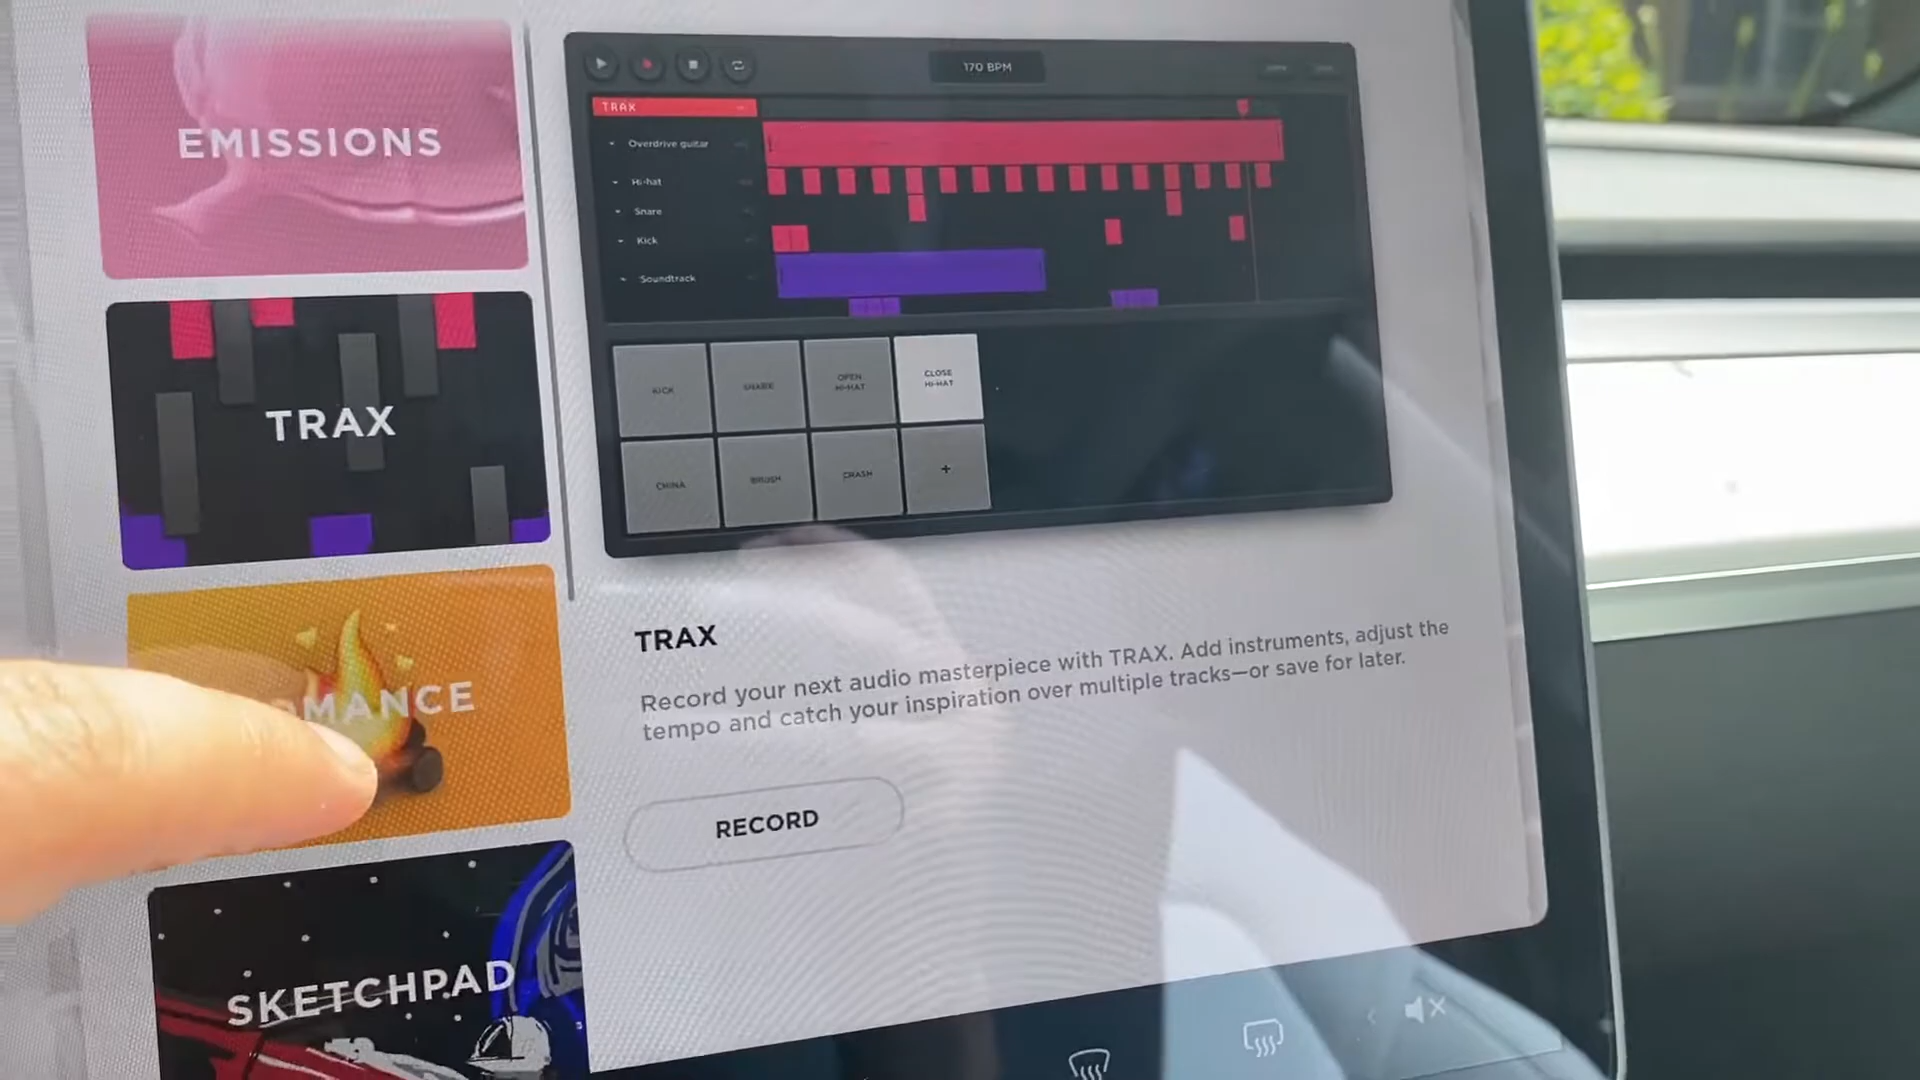 EMISSIONS
TRAX
MANCE
SKETCHPAD
170 BPM
TRAX
Overdrive guitar
Hi-hat
Snare
Kick
Soundtrack
KICK
SNARE
OPEN
HI-HAT
CLOSE
HI-HAT
CHINA
BRUSH
CRASH
+
TRAX
Record your next audio masterpiece with TRAX. Add instruments, adjust the
tempo and catch your inspiration over multiple tracks—or save for later.
RECORD